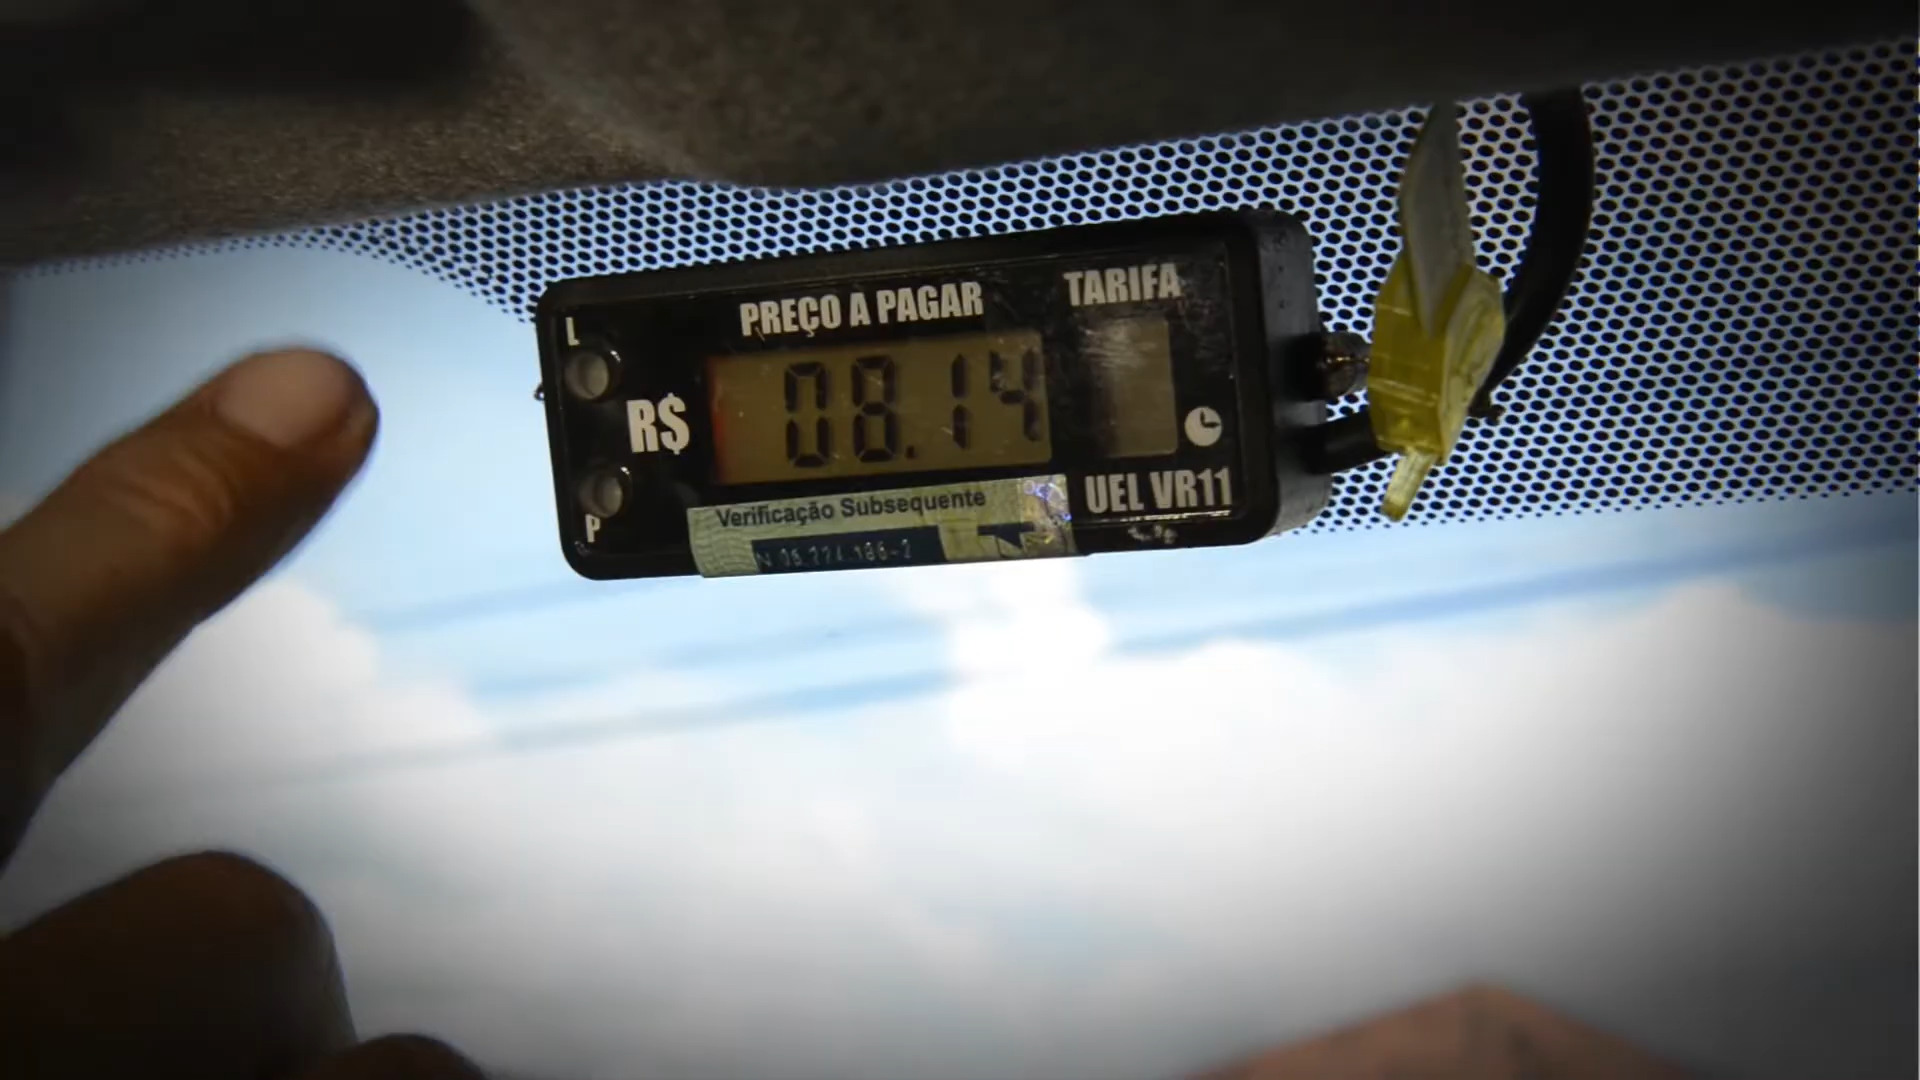 PREÇO A PAGAR
TARIFA
L
R$
08.14
P
UEL VR11
Verificação Subsequente